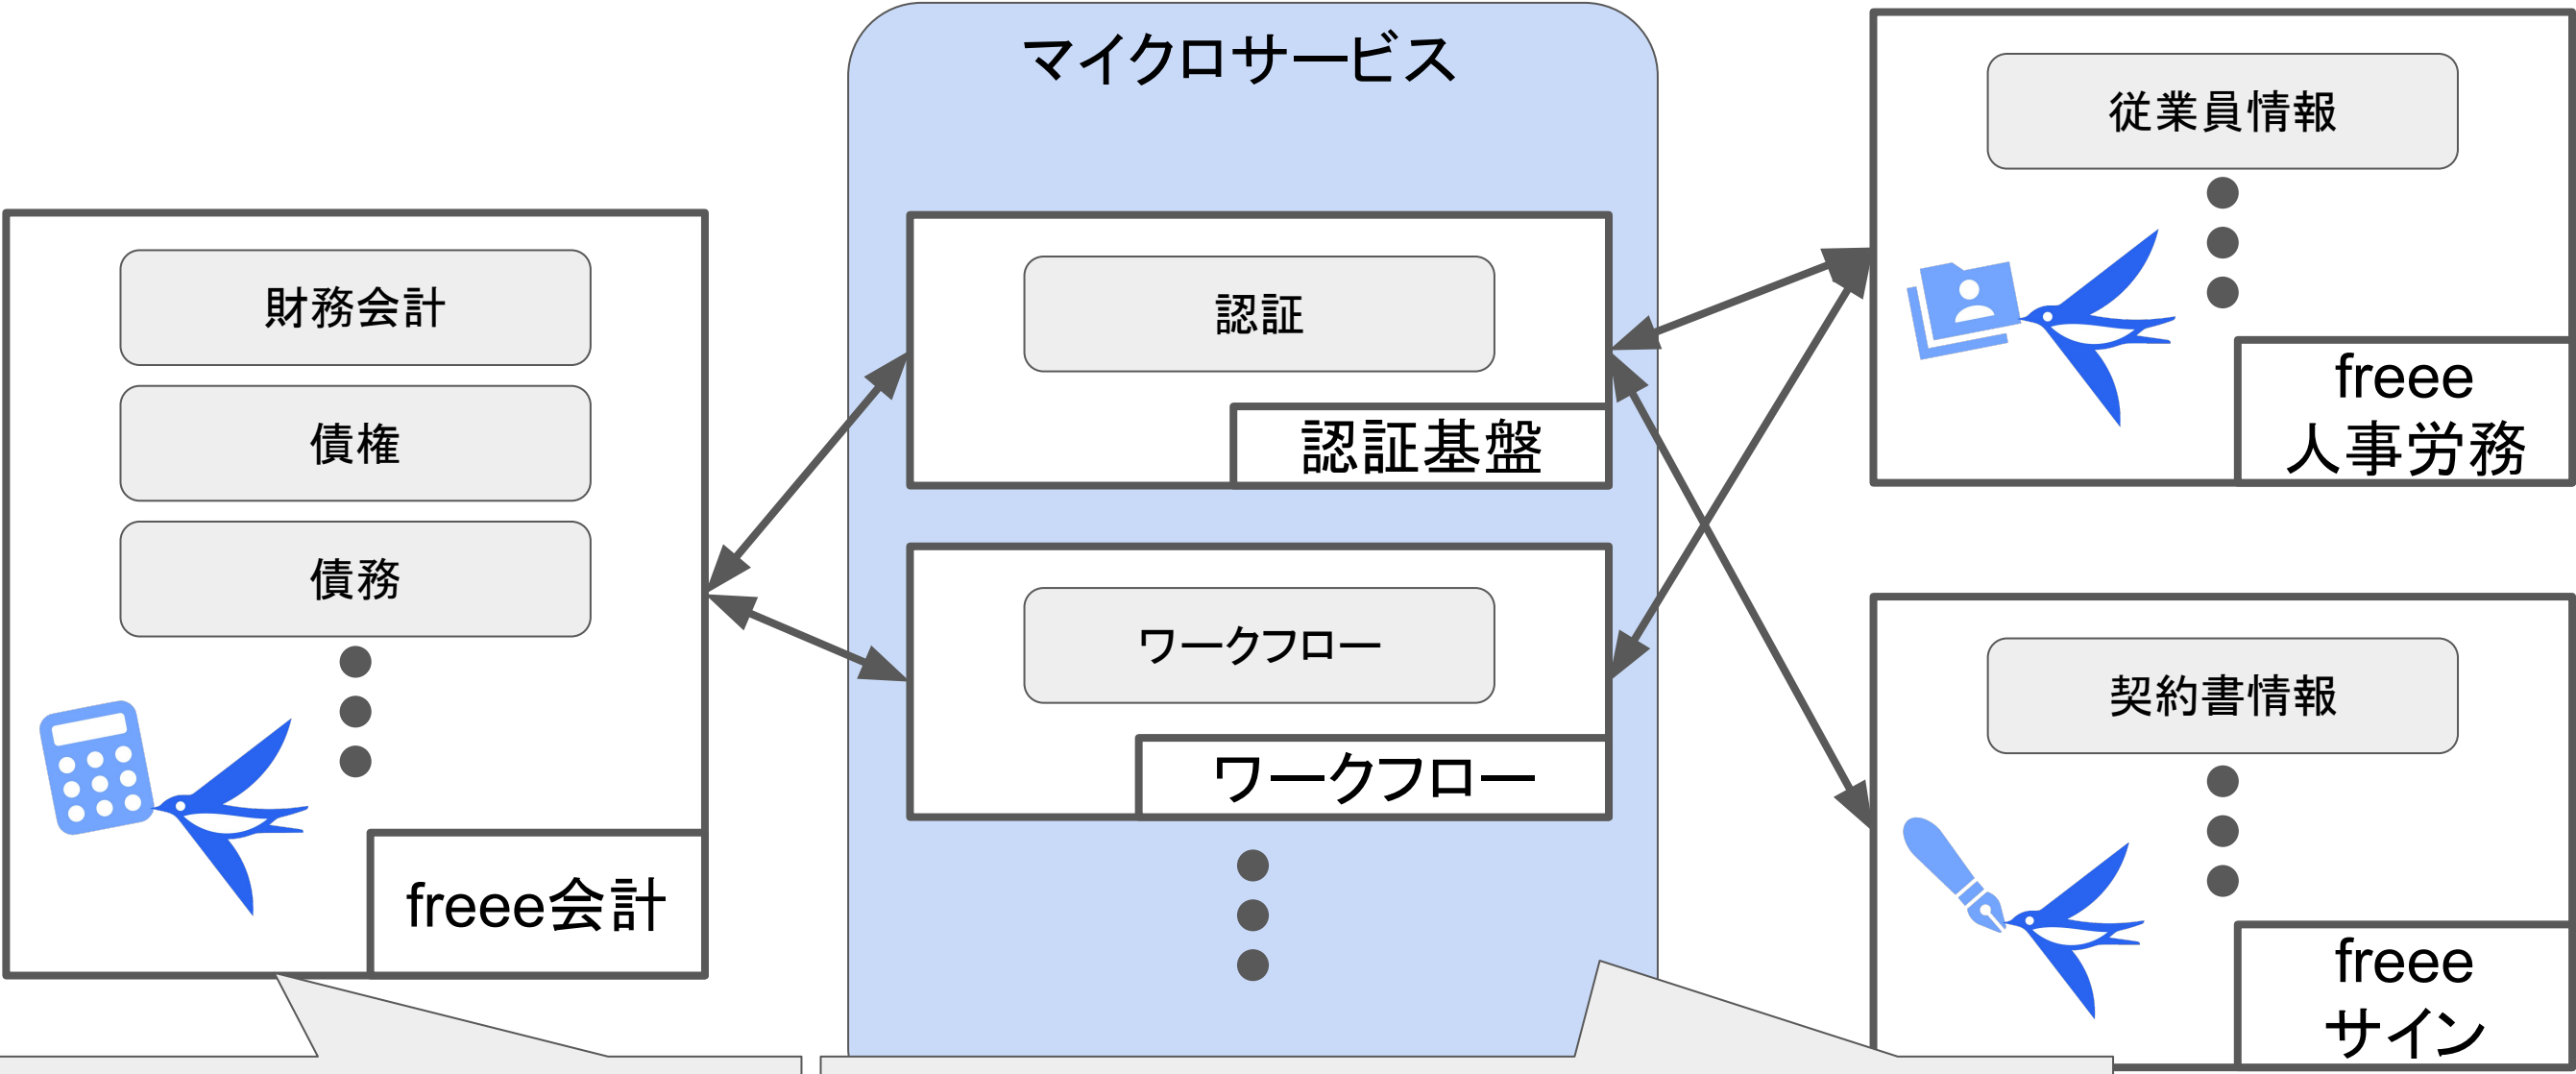 マイクロサービス
財務会計
債権
債務
freee会計
認証
認証基盤
ワークフロー
ワークフロー
従業員情報
freee
人事労務
契約書情報
freee
サイン